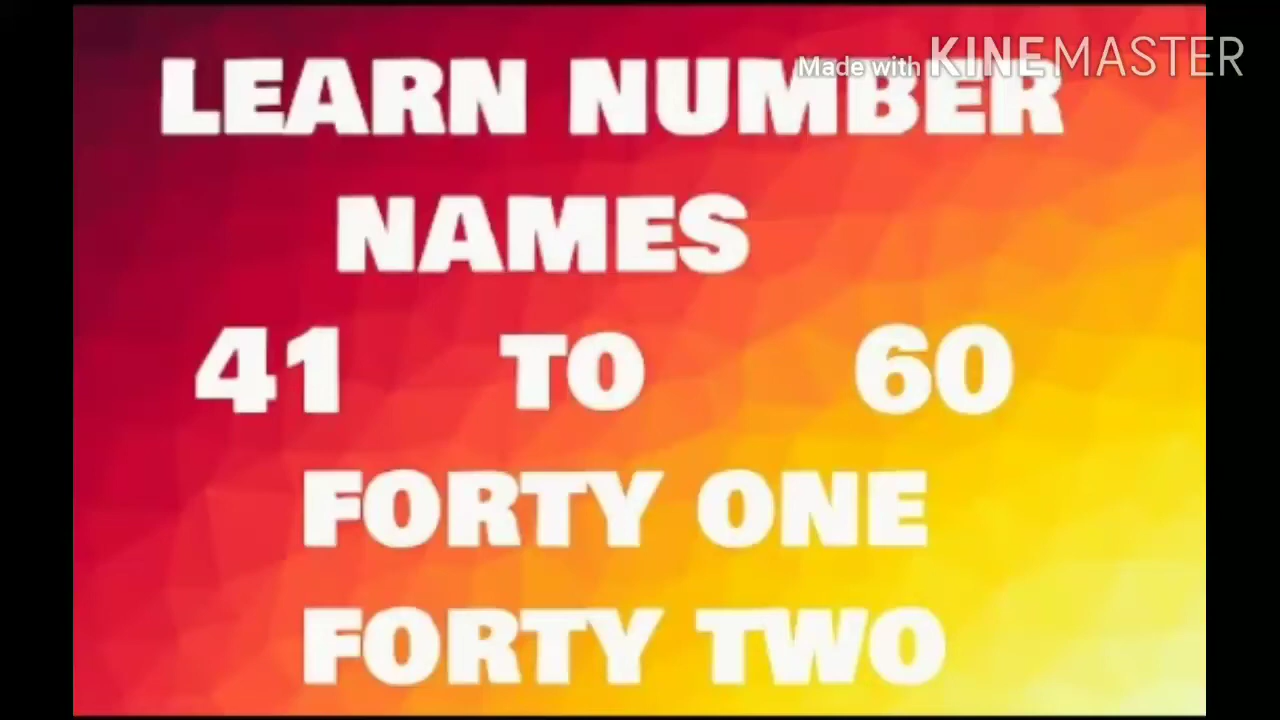 Made with KINEMASTER
LEARN NUMBER
NAMES
41 TO 60
FORTY ONE
FORTY TWO